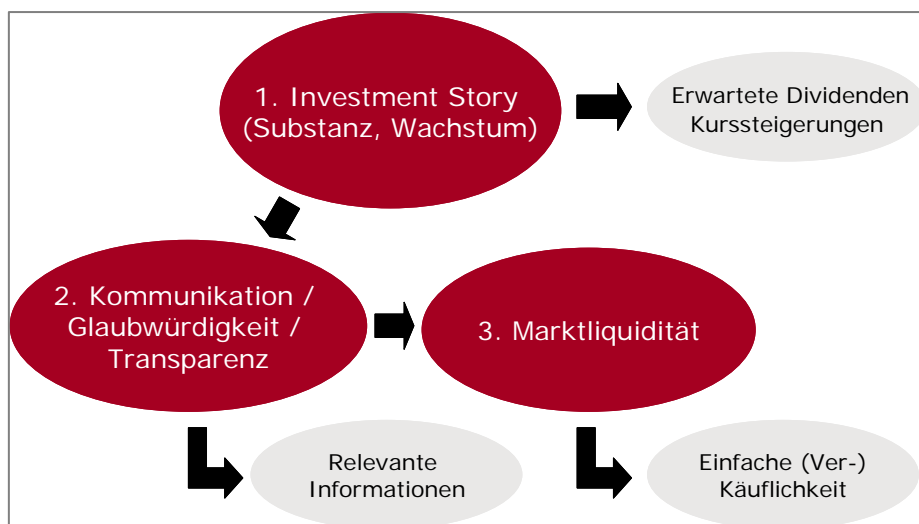 1. Investment Story
(Substanz, Wachstum)
Erwartete Dividenden
Kurssteigerungen
2. Kommunikation /
Glaubwürdigkeit /
Transparenz
3. Marktliquidität
Relevante
Informationen
Einfache (Ver-)
Käuflichkeit